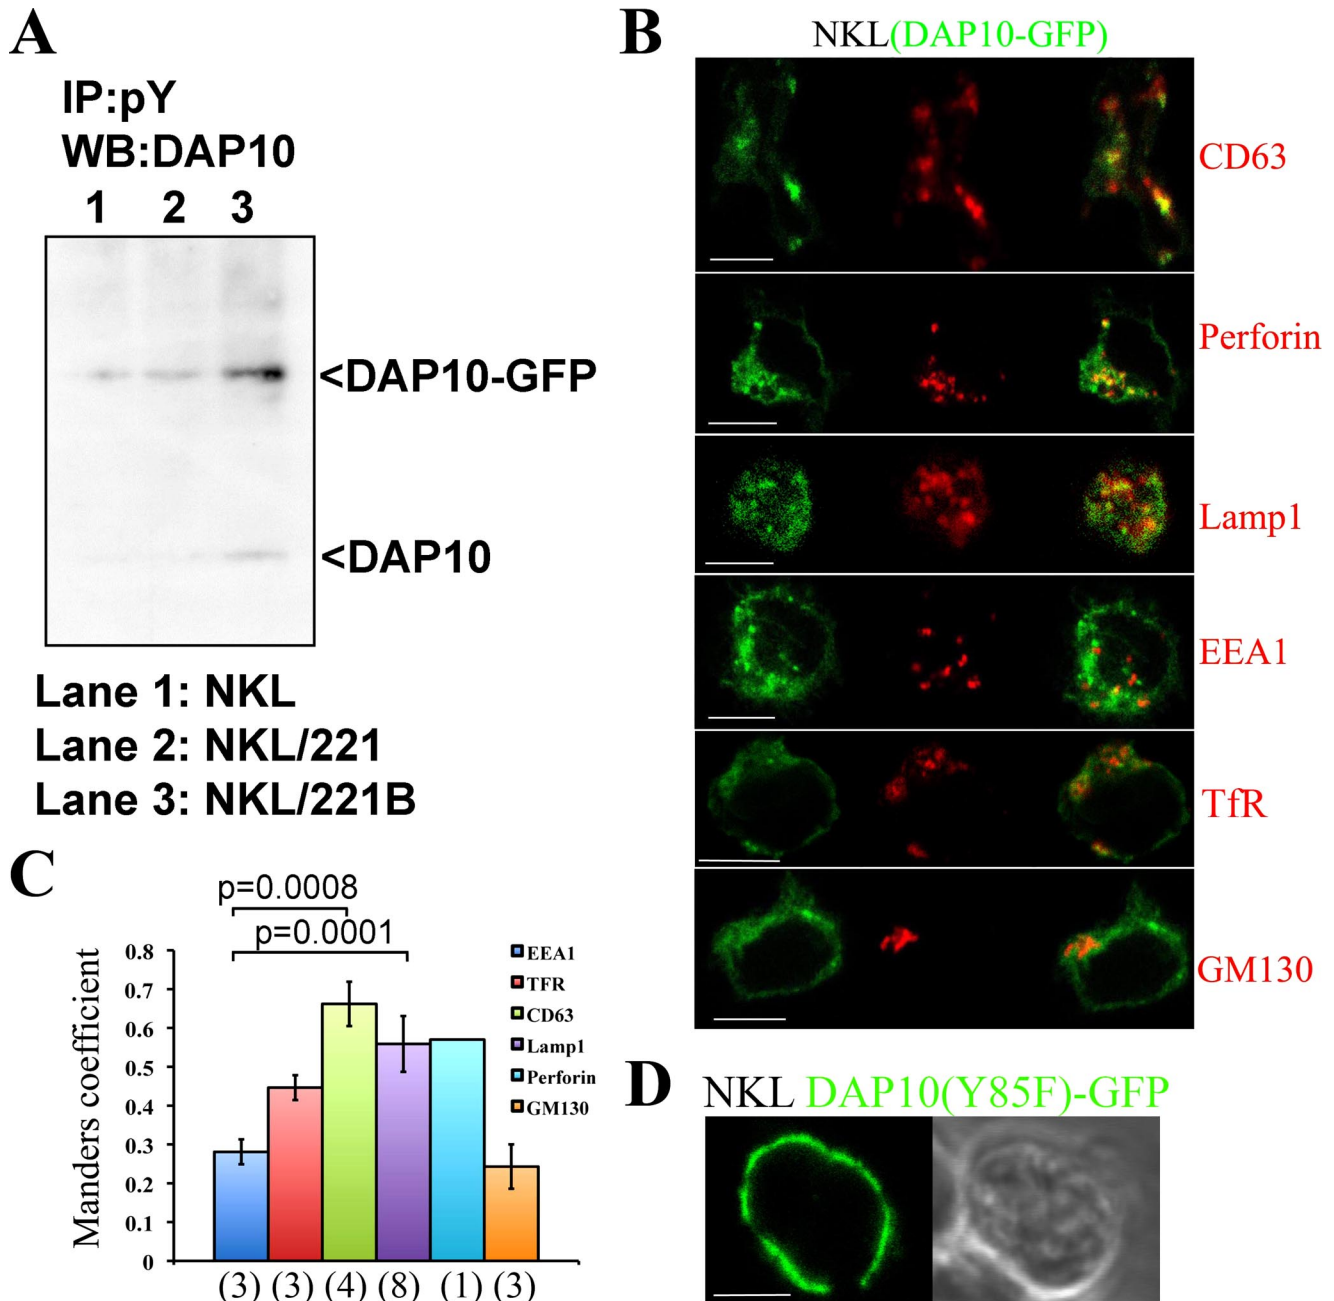 A
IP:pY
WB:DAP10
1 2 3
<DAP10-GFP
<DAP10
Lane 1: NKL
Lane 2: NKL/221
Lane 3: NKL/221B
B
NKL(DAP10-GFP)
CD63
Perforin
Lamp1
EEA1
TfR
GM130
C
p=0.0008
p=0.0001
Manders coefficient
0.8
0.7
0.6
0.5
0.4
0.3
0.2
0.1
0
EEA1
TFR
CD63
Lamp1
Perforin
GM130
(3) (3) (4) (8) (1) (3)
D
NKL DAP10(Y85F)-GFP